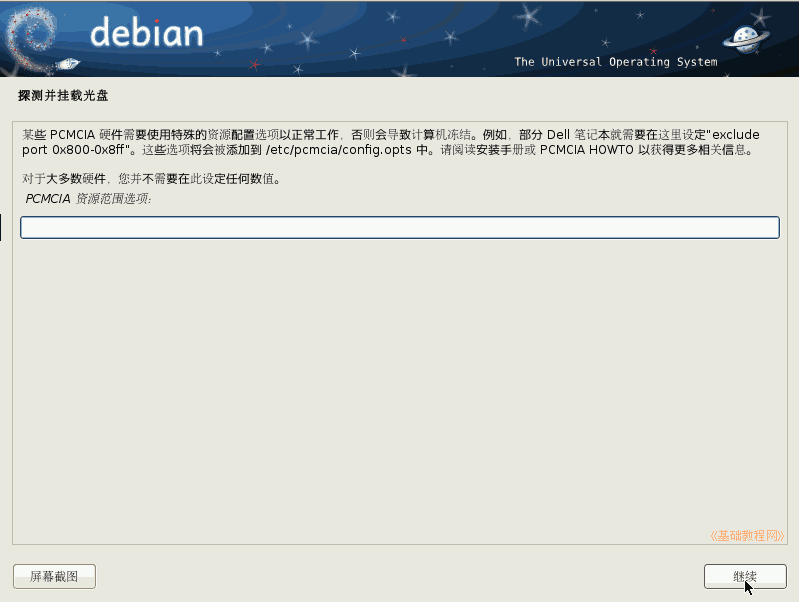 debian
The Universal Operating System
探测并挂载光盘
某些 PCMCIA 硬件需要使用特殊的资源配置选项以正常工作，否则会导致计算机冻结。例如，部分 Dell 笔记本就需要在这里设定"exclude
port 0x800-0x8ff"。这些选项将会被添加到 /etc/pcmcia/config.opts 中。请阅读安装手册或 PCMCIA HOWTO 以获得更多相关信息。
对于大多数硬件，您并不需要在此设定任何数值。
PCMCIA 资源范围选项:
《基础教程网》
屏幕截图
继续